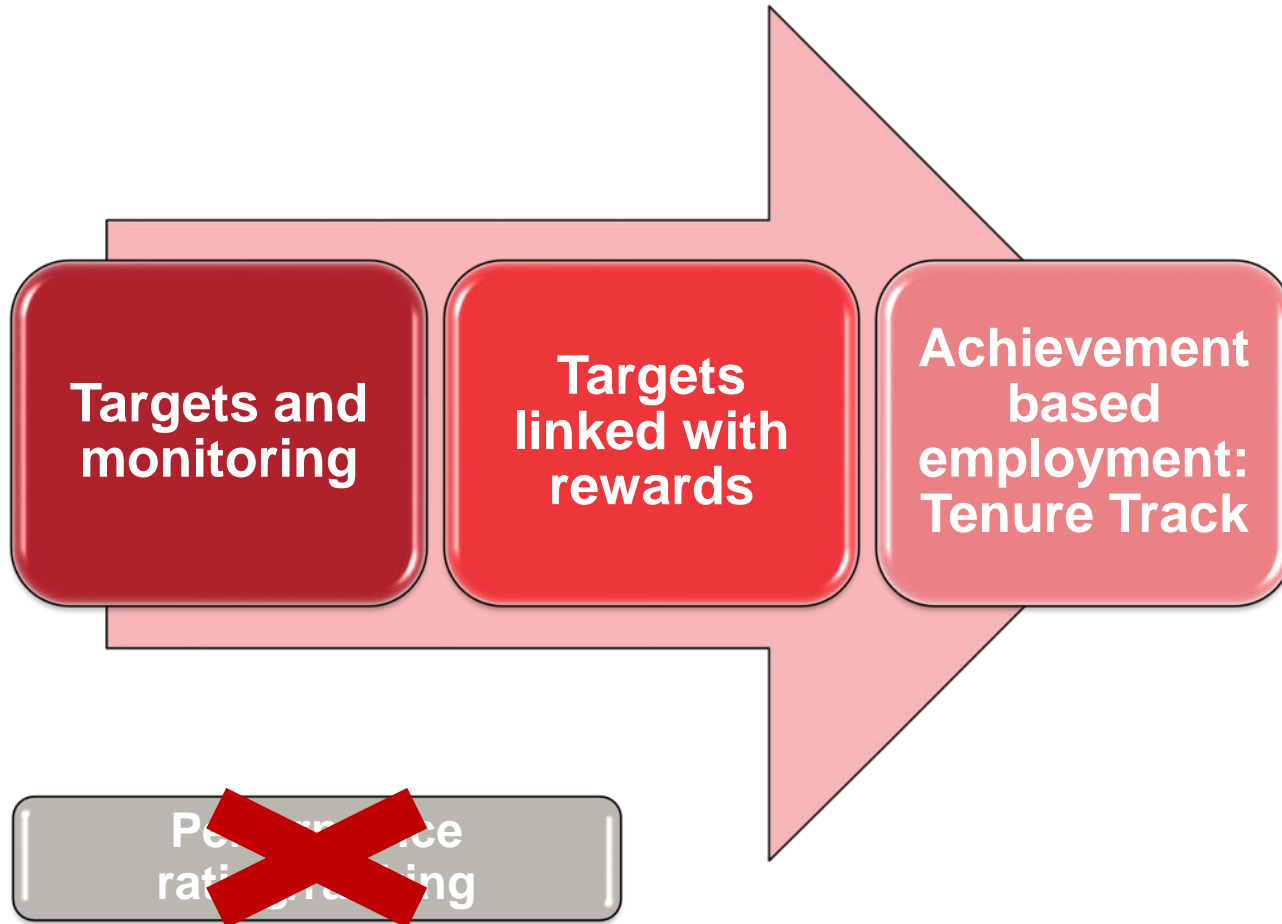 Targets and
monitoring
Targets
linked with
rewards
Achievement
based
employment:
Tenure Track